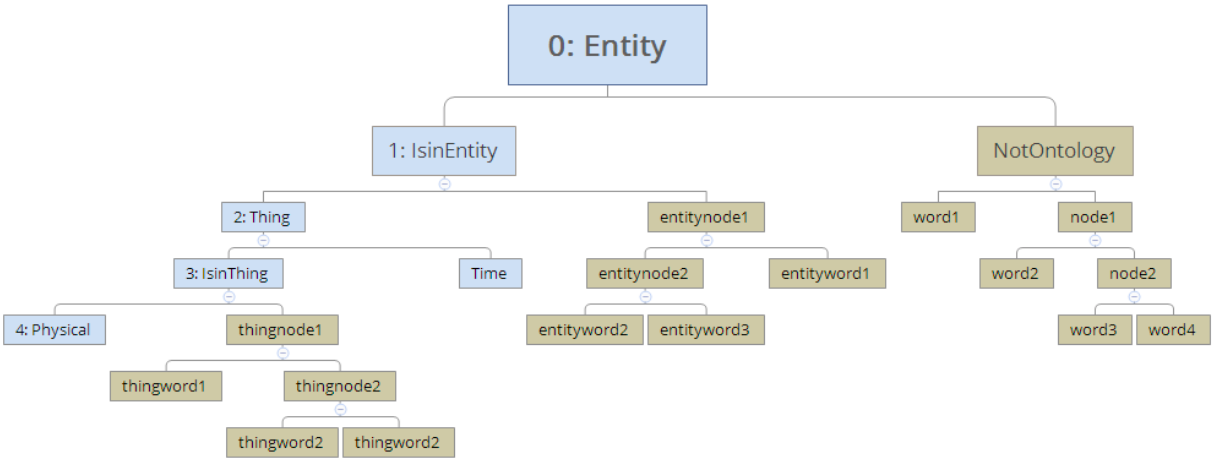 0: Entity
1: IsinEntity
NotOntology
2: Thing
entitynode1
word1
node1
3: IsinThing
Time
entitynode2
entityword1
word2
node2
4: Physical
thingnode1
entityword2
entityword3
word3
word4
thingword1
thingnode2
thingword2
thingword2